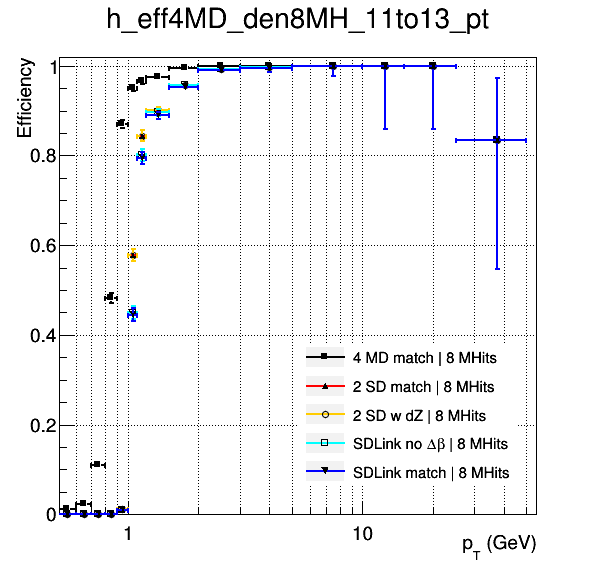 h_eff4MD_den8MH_11to13_pt
Efficiency
1
0.8
0.6
0.4
0.2
0
4 MD match | 8 MHits
2 SD match | 8 MHits
2 SD w dZ | 8 MHits
SDLink no Δβ | 8 MHits
SDLink match | 8 MHits
1 10
p_T (GeV)